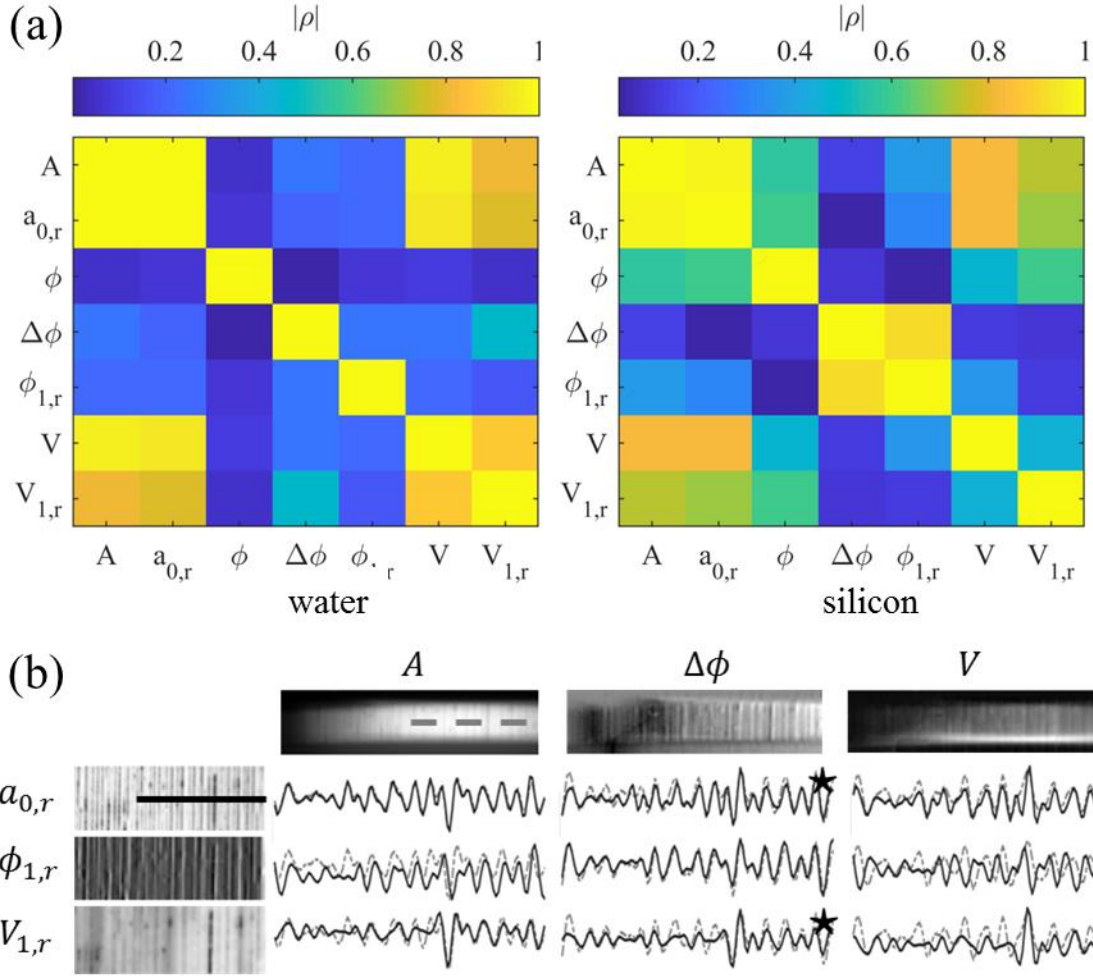 (a)
|ρ| |ρ|
0.2 0.4 0.6 0.8 1 0.2 0.4 0.6 0.8 1
A A
a0,r a0,r
ϕ ϕ
Δϕ Δϕ
ϕ1,r ϕ1,r
V V
V1,r V1,r
A a0,r ϕ Δϕ ϕ r V V1,r A a0,r ϕ Δϕ ϕ1,r V V1,r
water silicon
(b)
A Δϕ V
a0,r
ϕ1,r
V1,r